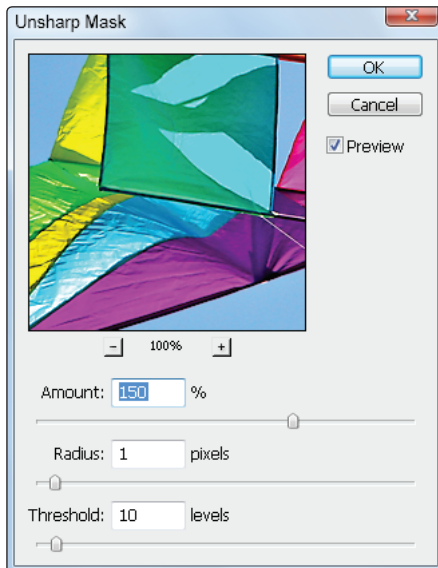 Unsharp Mask
OK
Cancel
Preview
- 100% +
Amount: 150 %
Radius: 1 pixels
Threshold: 10 levels